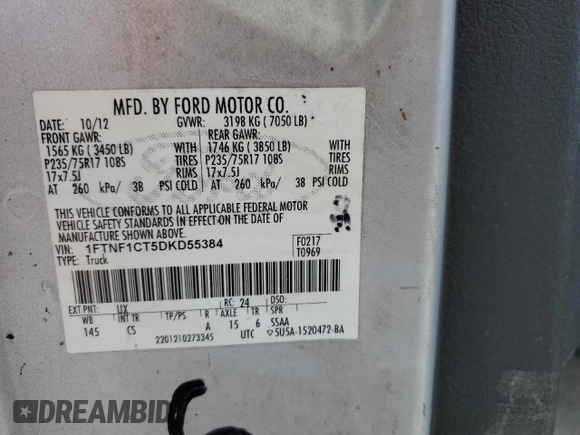 MFD. BY FORD MOTOR CO.
DATE: 10/12 GVWR: 3198 KG ( 7050 LB)
FRONT GAWR: REAR GAWR:
1565 KG ( 3450 LB) WITH 1746 KG ( 3850 LB) WITH
P235/75R17 108S TIRES P235/75R17 108S TIRES
17x7.5J RIMS 17x7.5J RIMS
AT 260 kPa/ 38 PSI COLD AT 260 kPa/ 38 PSI COLD
THIS VEHICLE CONFORMS TO ALL APPLICABLE FEDERAL MOTOR
VEHICLE SAFETY STANDARDS IN EFFECT ON THE DATE OF
MANUFACTURE SHOWN ABOVE.
VIN: 1FTNF1CT5DKD55384 F0217
TYPE: Truck T0969
EXT PNT: UX RC: 24 DSO:
WB INT TR TP/PS R AXLE TR SPR
145 CS A 15 6 SSAA
2201210273345 UTC 5U5A-1520472-BA
DREAMBID